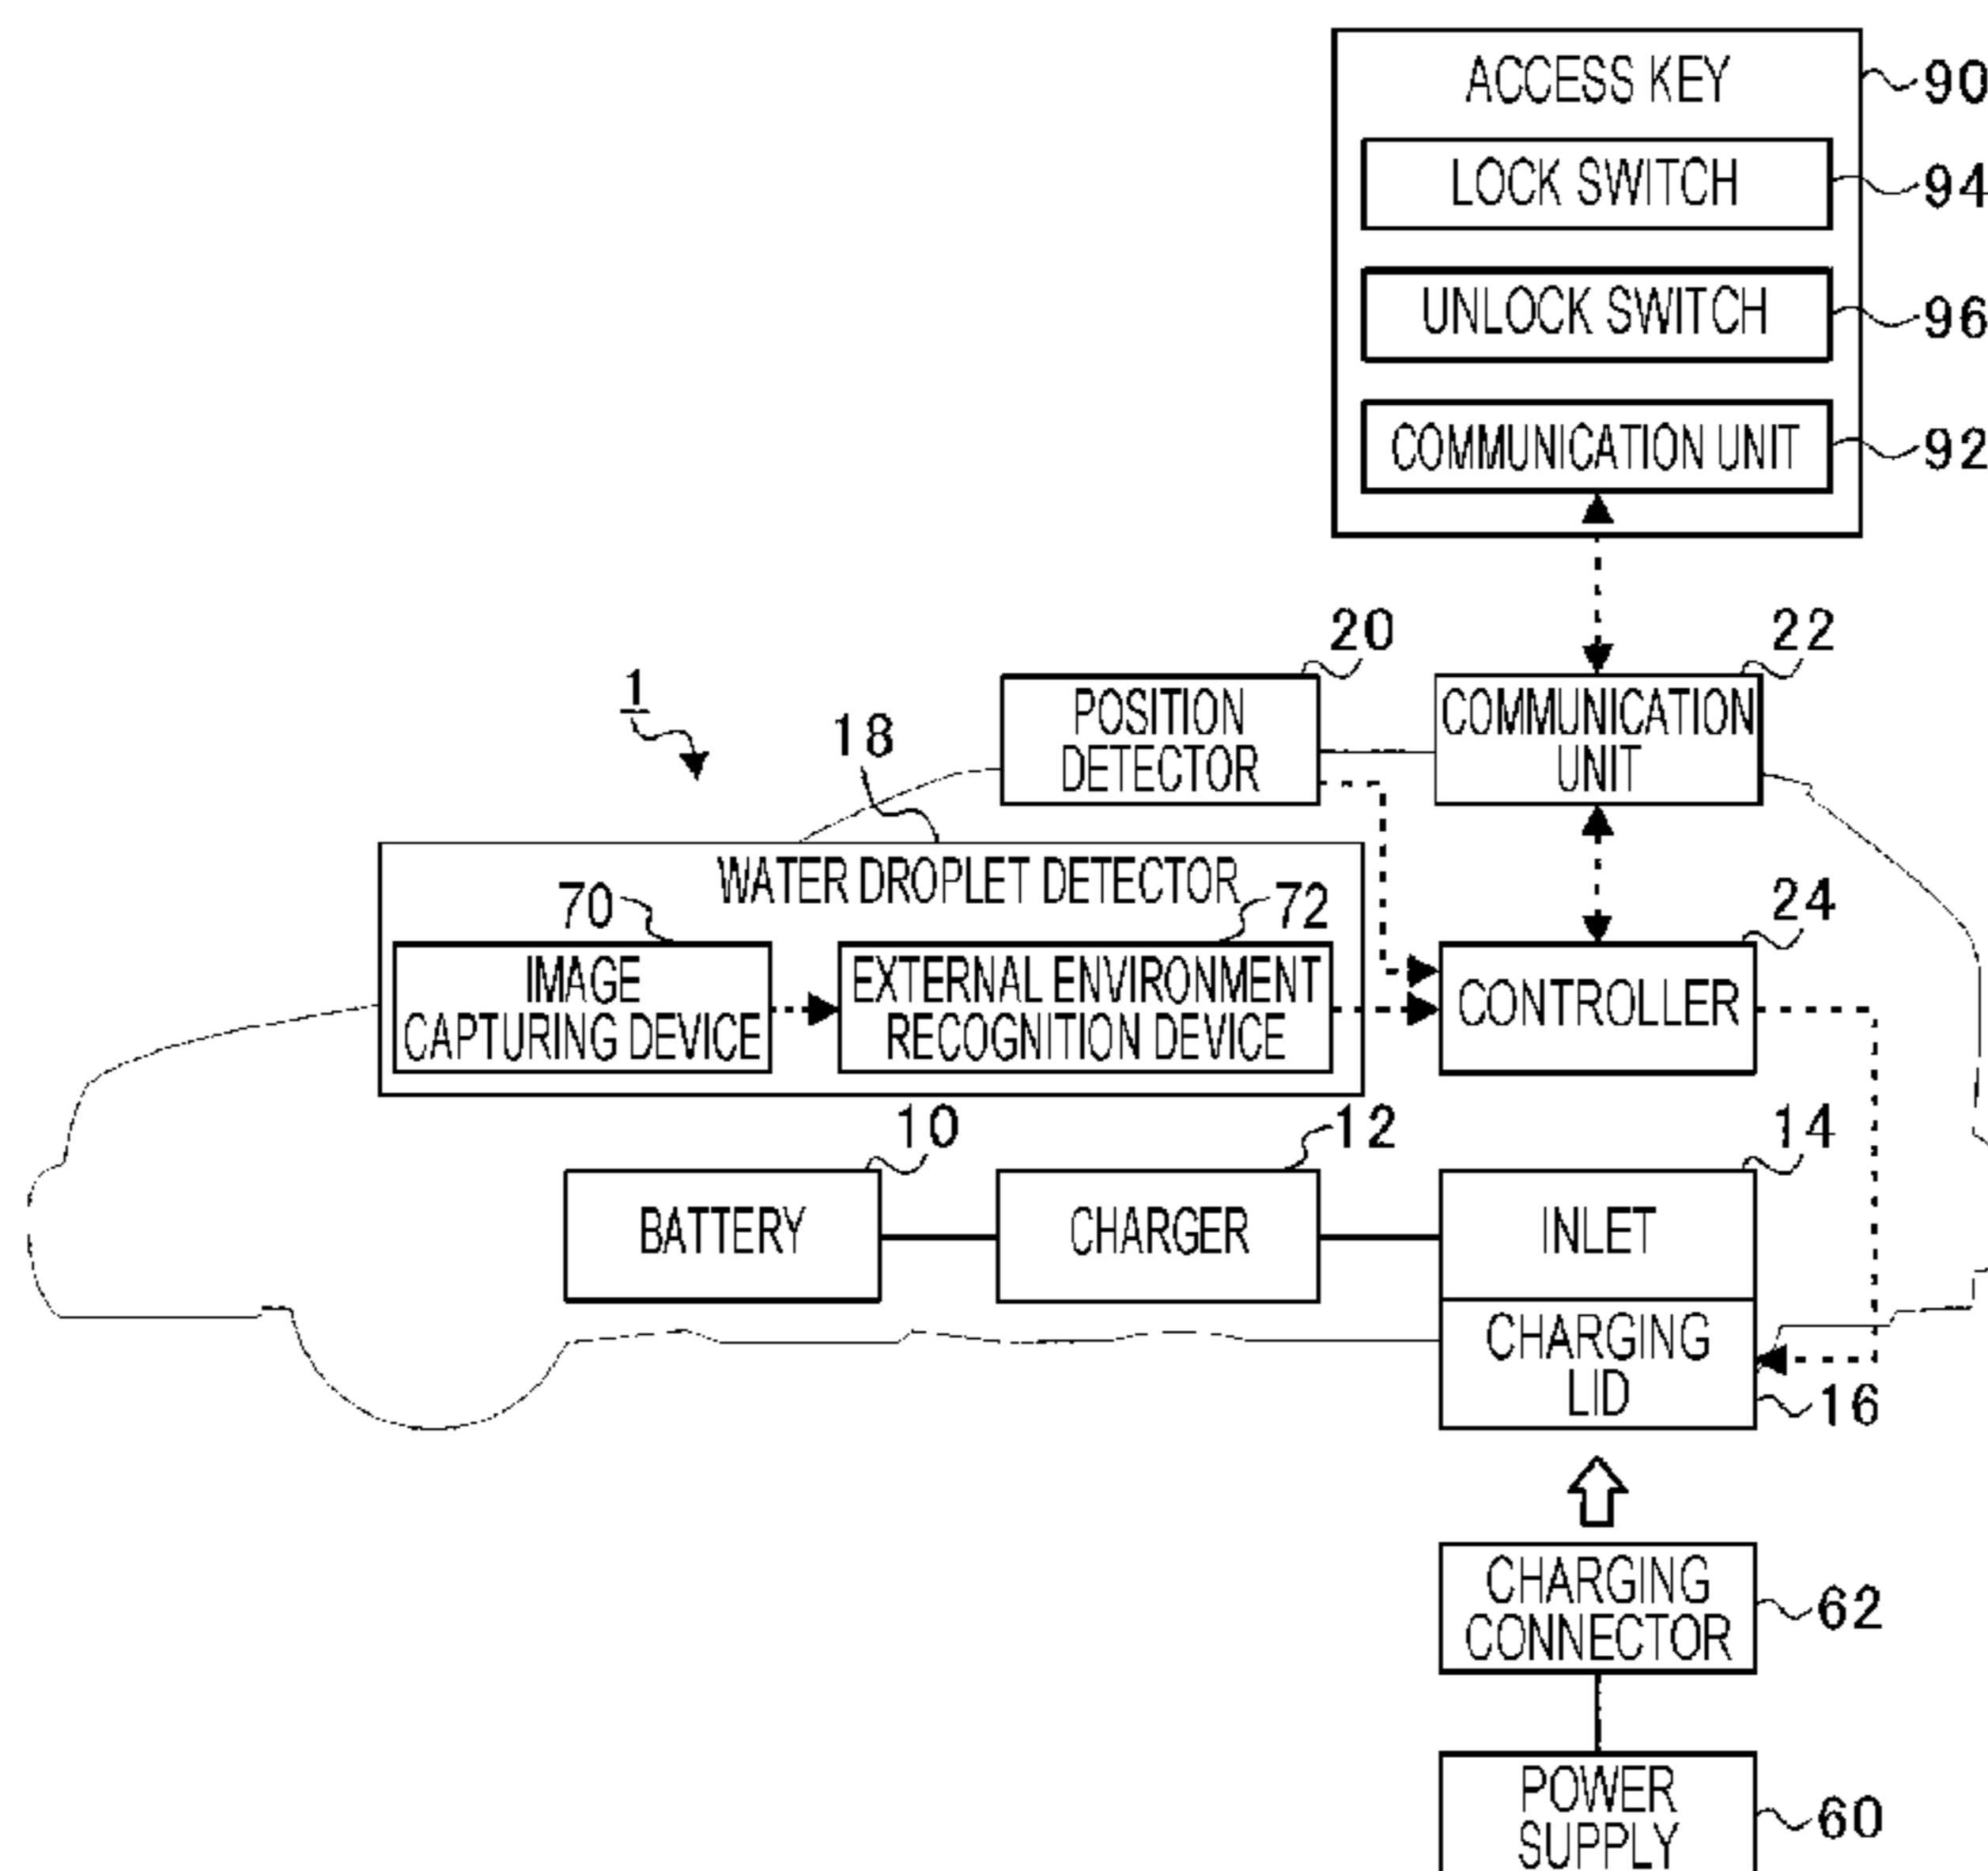 ACCESS KEY
90
LOCK SWITCH
94
UNLOCK SWITCH
96
COMMUNICATION UNIT
92
20
22
1
POSITION
DETECTOR
COMMUNICATION
UNIT
18
WATER DROPLET DETECTOR
70
72
24
IMAGE
CAPTURING DEVICE
EXTERNAL ENVIRONMENT
RECOGNITION DEVICE
CONTROLLER
10
12
14
BATTERY
CHARGER
INLET
CHARGING
LID
16
CHARGING
CONNECTOR
62
POWER
SUPPLY
60